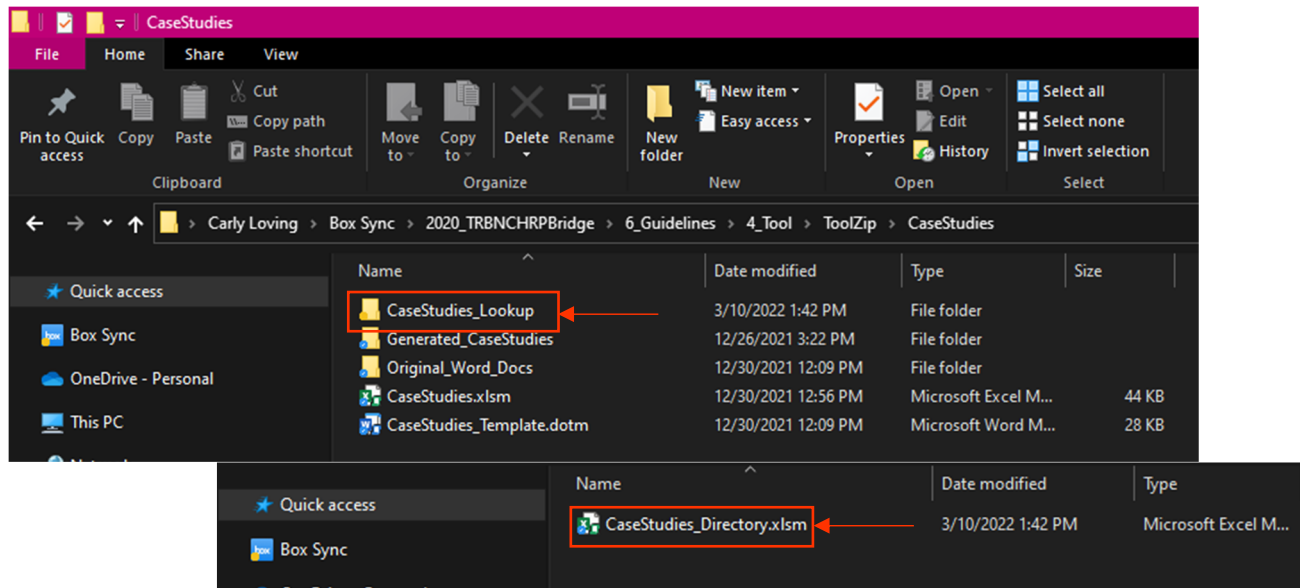 CaseStudies
File Home Share View
Pin to Quick access
Copy
Paste
Cut
Copy path
Paste shortcut
Move to
Copy to
Delete
Rename
New folder
New item
Easy access
Properties
Open
Edit
History
Select all
Select none
Invert selection
Clipboard Organize New Open Select
Carly Loving > Box Sync > 2020_TRBNCHRPBridge > 6_Guidelines > 4_Tool > ToolZip > CaseStudies
Name Date modified Type Size
Quick access
Box Sync
OneDrive - Personal
This PC
CaseStudies_Lookup 3/10/2022 1:42 PM File folder
Generated_CaseStudies 12/26/2021 3:22 PM File folder
Original_Word_Docs 12/30/2021 12:09 PM File folder
CaseStudies.xlsm 12/30/2021 12:56 PM Microsoft Excel M... 44 KB
CaseStudies_Template.dotm 12/30/2021 12:09 PM Microsoft Word M... 28 KB
Name Date modified Type
Quick access
Box Sync
CaseStudies_Directory.xlsm 3/10/2022 1:42 PM Microsoft Excel M...